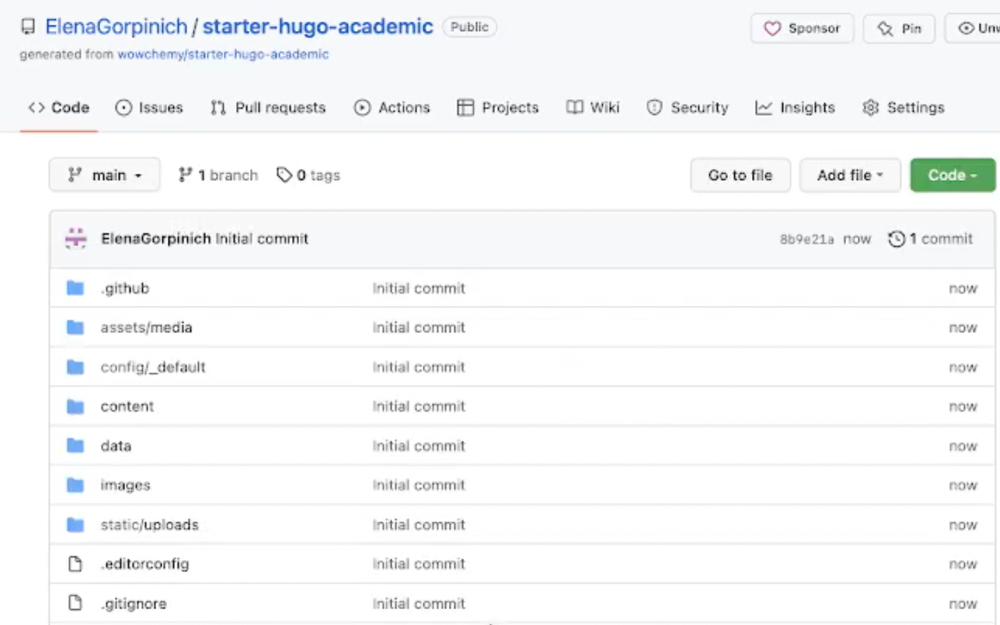 ElenaGorpinich / starter-hugo-academic Public Sponsor Pin
generated from wowchemy/starter-hugo-academic
Code Issues Pull requests Actions Projects Wiki Security Insights Settings
main 1 branch 0 tags Go to file Add file Code
ElenaGorpinich Initial commit 8b9e21a now 1 commit
.github Initial commit now
assets/media Initial commit now
config/_default Initial commit now
content Initial commit now
data Initial commit now
images Initial commit now
static/uploads Initial commit now
.editorconfig Initial commit now
.gitignore Initial commit now